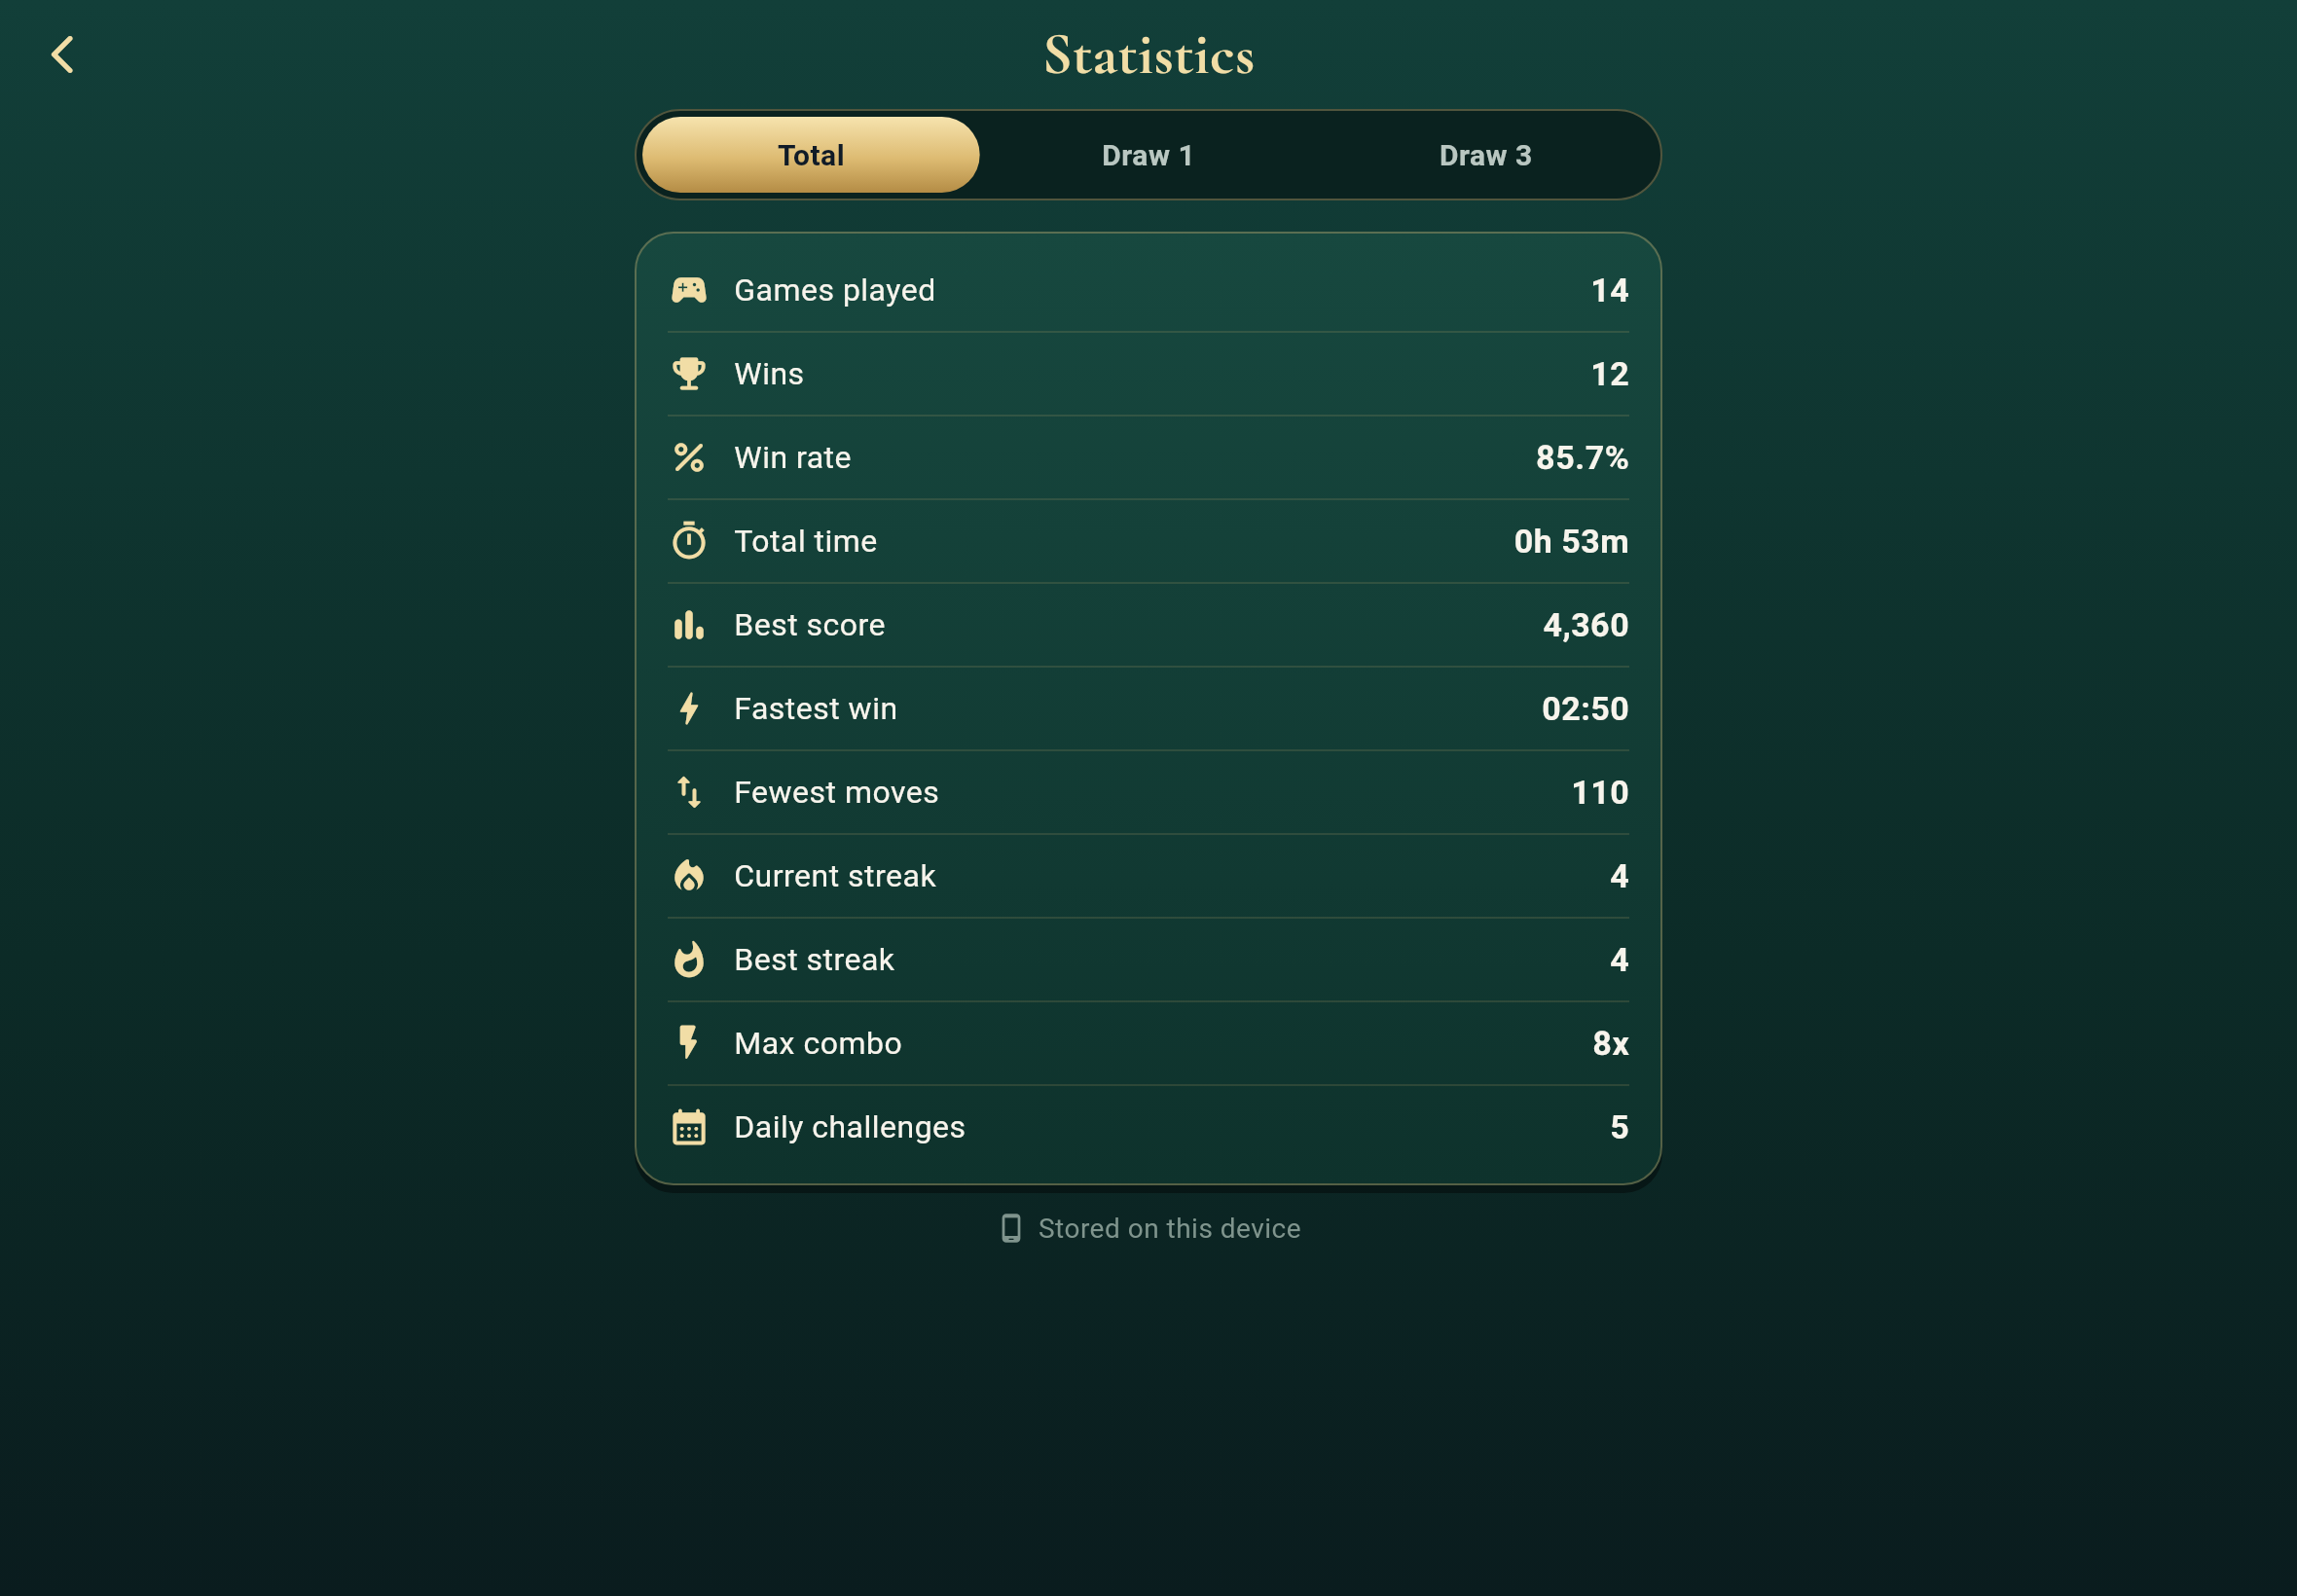 Statistics
Total Draw 1 Draw 3
Games played 14
Wins 12
Win rate 85.7%
Total time 0h 53m
Best score 4,360
Fastest win 02:50
Fewest moves 110
Current streak 4
Best streak 4
Max combo 8x
Daily challenges 5
Stored on this device